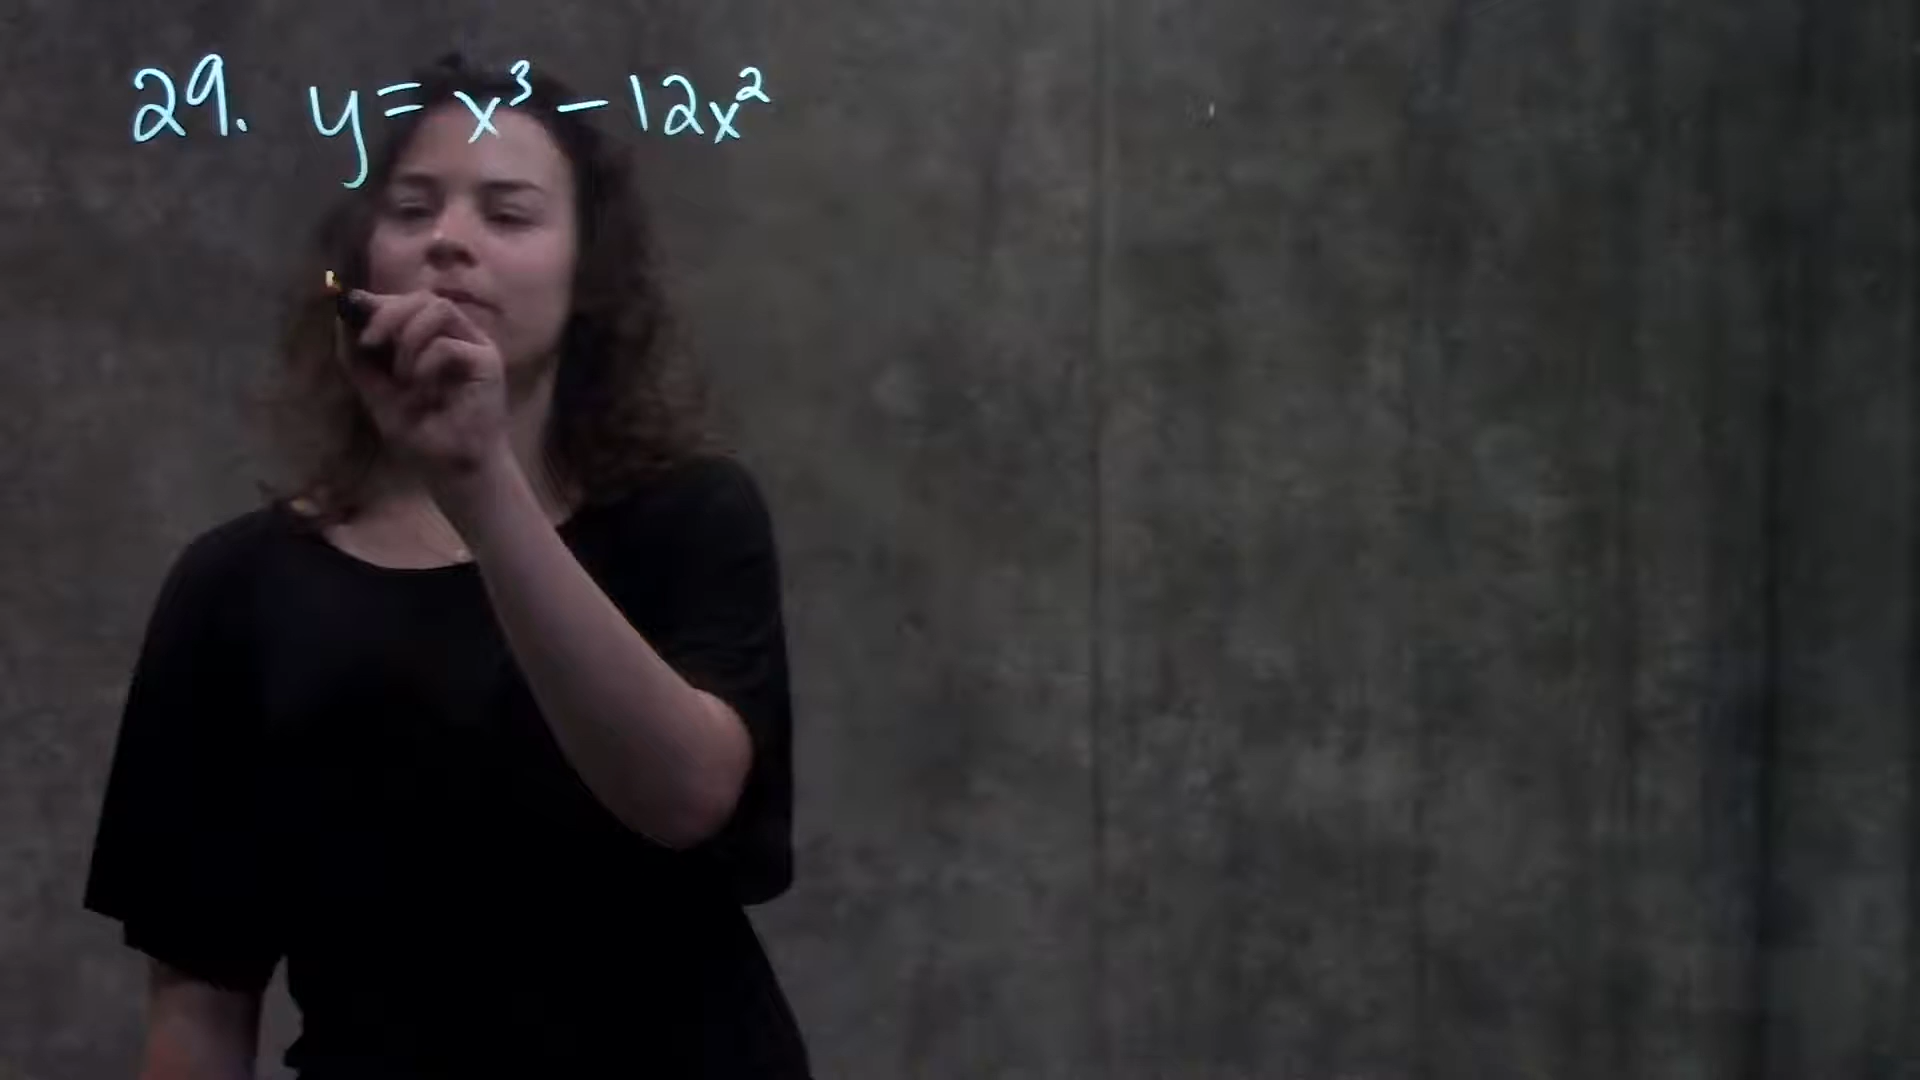 29. y = x³ - 12x²